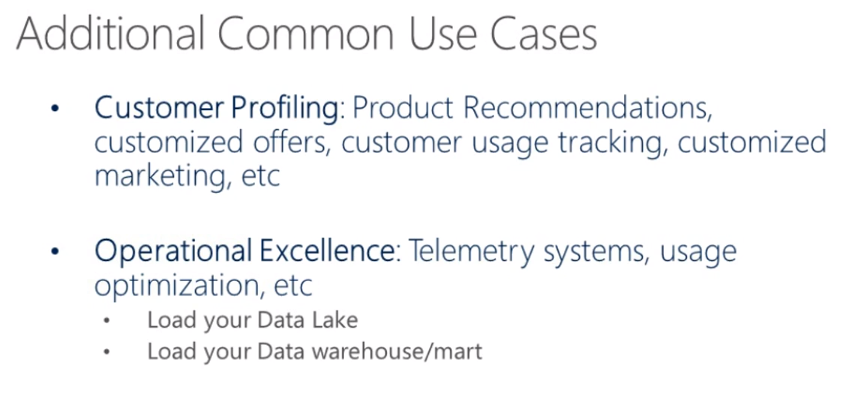 Additional Common Use Cases
• Customer Profiling: Product Recommendations,
customized offers, customer usage tracking, customized
marketing, etc
• Operational Excellence: Telemetry systems, usage
optimization, etc
• Load your Data Lake
• Load your Data warehouse/mart